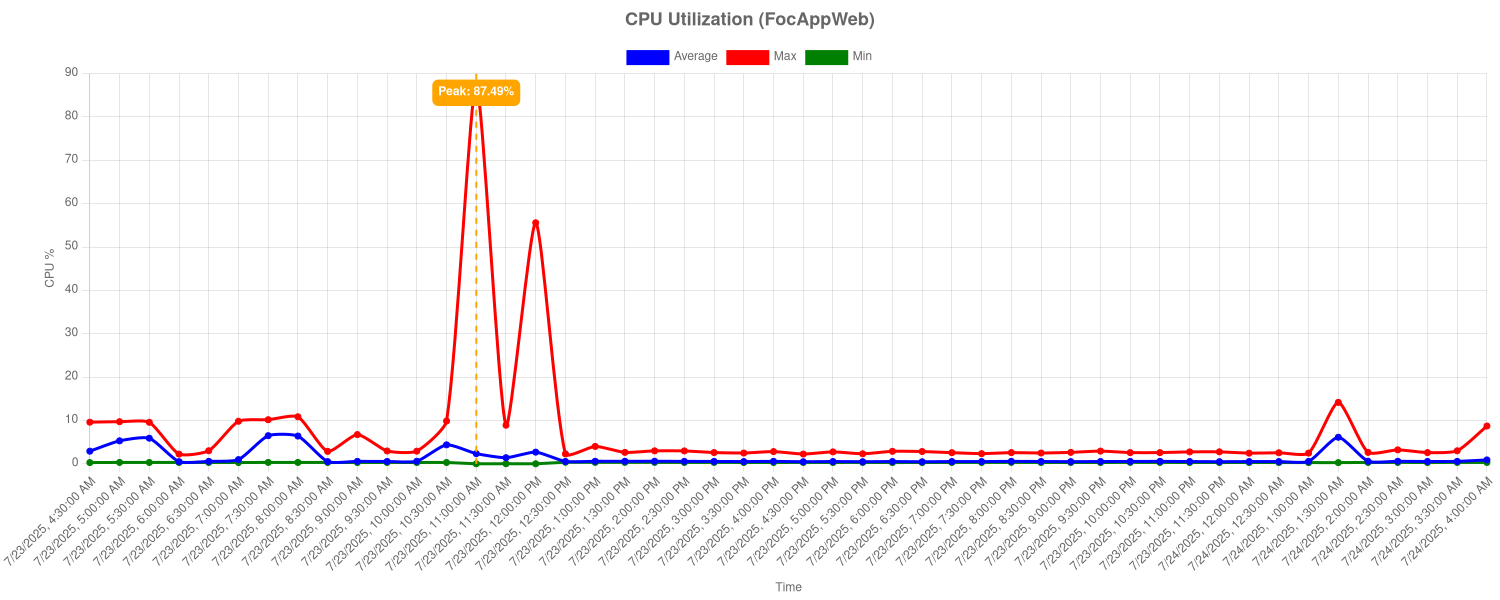 CPU Utilization (FocAppWeb)
Average Max Min
Peak: 87.49%
90
80
70
60
50
40
30
20
10
0
CPU %
7/23/2025, 4:30:00 AM
7/23/2025, 5:00:00 AM
7/23/2025, 5:30:00 AM
7/23/2025, 6:00:00 AM
7/23/2025, 6:30:00 AM
7/23/2025, 7:00:00 AM
7/23/2025, 7:30:00 AM
7/23/2025, 8:00:00 AM
7/23/2025, 8:30:00 AM
7/23/2025, 9:00:00 AM
7/23/2025, 9:30:00 AM
7/23/2025, 10:00:00 AM
7/23/2025, 10:30:00 AM
7/23/2025, 11:00:00 AM
7/23/2025, 11:30:00 AM
7/23/2025, 12:00:00 PM
7/23/2025, 12:30:00 PM
7/23/2025, 1:00:00 PM
7/23/2025, 1:30:00 PM
7/23/2025, 2:00:00 PM
7/23/2025, 2:30:00 PM
7/23/2025, 3:00:00 PM
7/23/2025, 3:30:00 PM
7/23/2025, 4:00:00 PM
7/23/2025, 4:30:00 PM
7/23/2025, 5:00:00 PM
7/23/2025, 5:30:00 PM
7/23/2025, 6:00:00 PM
7/23/2025, 6:30:00 PM
7/23/2025, 7:00:00 PM
7/23/2025, 7:30:00 PM
7/23/2025, 8:00:00 PM
7/23/2025, 8:30:00 PM
7/23/2025, 9:00:00 PM
7/23/2025, 9:30:00 PM
7/23/2025, 10:00:00 PM
7/23/2025, 10:30:00 PM
7/23/2025, 11:00:00 PM
7/23/2025, 11:30:00 PM
7/24/2025, 12:00:00 AM
7/24/2025, 12:30:00 AM
7/24/2025, 1:00:00 AM
7/24/2025, 1:30:00 AM
7/24/2025, 2:00:00 AM
7/24/2025, 2:30:00 AM
7/24/2025, 3:00:00 AM
7/24/2025, 3:30:00 AM
7/24/2025, 4:00:00 AM
Time